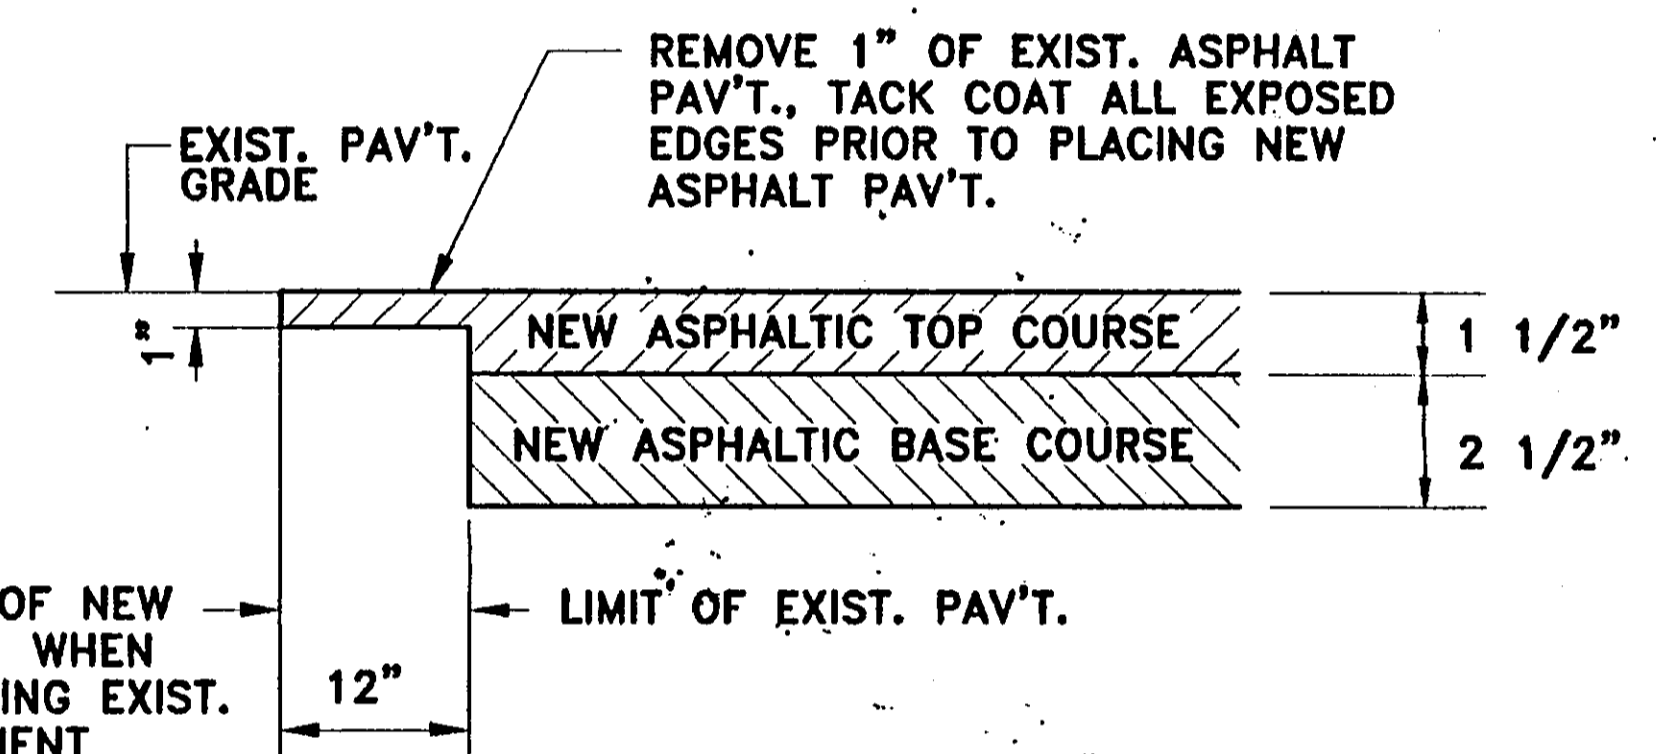 REMOVE 1" OF EXIST. ASPHALT
PAV'T., TACK COAT ALL EXPOSED
EDGES PRIOR TO PLACING NEW
ASPHALT PAV'T.
EXIST. PAV'T.
GRADE
1"
NEW ASPHALTIC TOP COURSE
1 1/2"
NEW ASPHALTIC BASE COURSE
2 1/2"
OF NEW
WHEN
ING EXIST.
LIMIT OF EXIST. PAV'T.
12"